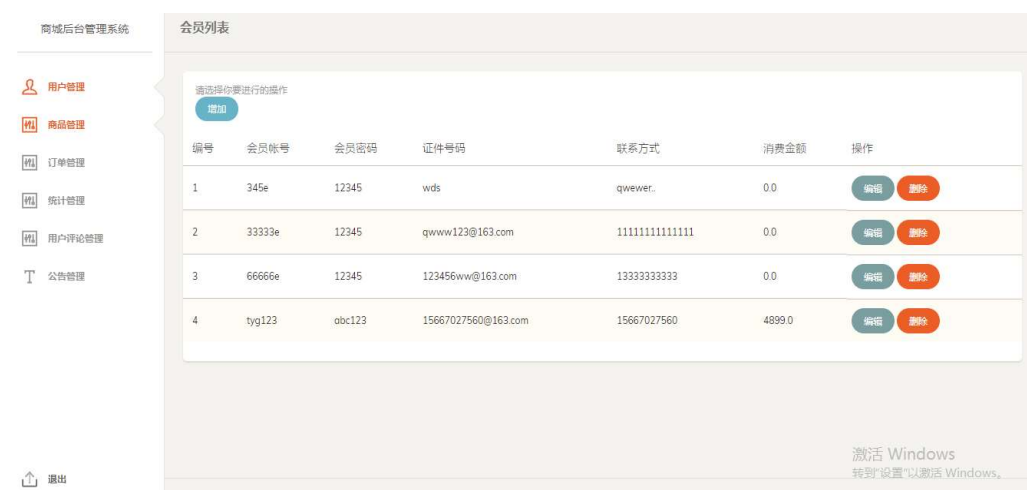 商城后台管理系统
会员列表
用户管理
商品管理
订单管理
统计管理
用户评论管理
公告管理
退出
请选择你要进行的操作
增加
编号 会员帐号 会员密码 证件号码 联系方式 消费金额 操作
1 345e 12345 wds qwewer.. 0.0 编辑 删除
2 33333e 12345 qwww123@163.com 11111111111111 0.0 编辑 删除
3 66666e 12345 123456ww@163.com 13333333333 0.0 编辑 删除
4 tyg123 abc123 15667027560@163.com 15667027560 4899.0 编辑 删除
激活 Windows
转到"设置"以激活 Windows。